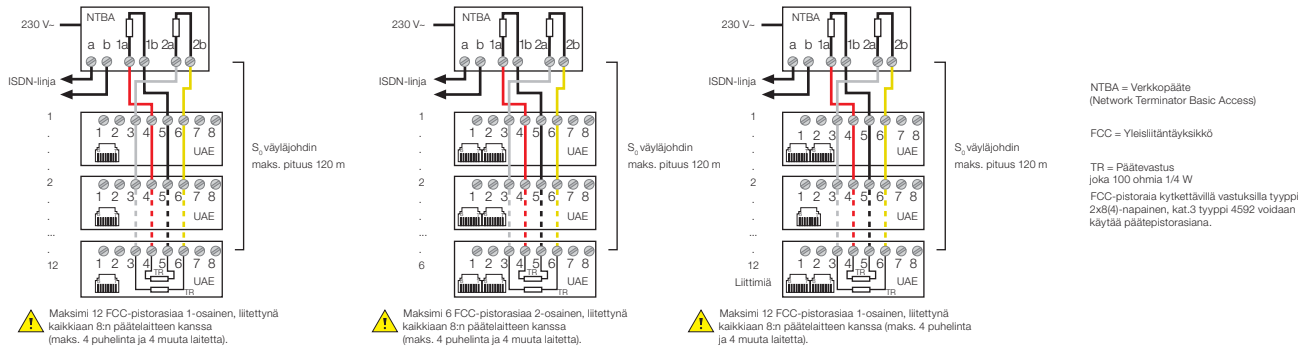 230 V~
NTBA
a b 1a 1b 2a 2b
ISDN-linja
1
.
.
.
2
.
...
.
12
1 2 3 4 5 6 7 8
UAE
1 2 3 4 5 6 7 8
UAE
1 2 3 4 5 6 7 8
TR
UAE
TR
S₀ väyläjohdin
maks. pituus 120 m
Maksimi 12 FCC-pistorasiaa 1-osainen, liitettynä
kaikkiaan 8:n päätelaitteen kanssa
(maks. 4 puhelinta ja 4 muuta laitetta).
230 V~
NTBA
a b 1a 1b 2a 2b
ISDN-linja
1
.
.
.
2
.
...
.
6
1 2 3 4 5 6 7 8
UAE
1 2 3 4 5 6 7 8
UAE
1 2 3 4 5 6 7 8
TR
UAE
TR
S₀ väyläjohdin
maks. pituus 120 m
Maksimi 6 FCC-pistorasiaa 2-osainen, liitettynä
kaikkiaan 8:n päätelaitteen kanssa
(maks. 4 puhelinta ja 4 muuta laitetta).
230 V~
NTBA
a b 1a 1b 2a 2b
ISDN-linja
1
.
.
.
2
.
...
.
12
Liittimiä
1 2 3 4 5 6 7 8
UAE
1 2 3 4 5 6 7 8
UAE
1 2 3 4 5 6 7 8
TR
UAE
TR
S₀ väyläjohdin
maks. pituus 120 m
Maksimi 12 FCC-pistorasiaa 1-osainen, liitettynä
kaikkiaan 8:n päätelaitteen kanssa (maks. 4 puhelinta
ja 4 muuta laitetta).
NTBA = Verkkopääte
(Network Terminator Basic Access)
FCC = Yleisliitäntäyksikkö
TR = Päätevastus
joka 100 ohmia 1/4 W
FCC-pistoraia kytkettävillä vastuksilla tyyppi
2x8(4)-napainen, kat.3 tyyppi 4592 voidaan
käytää päätepistorasiana.